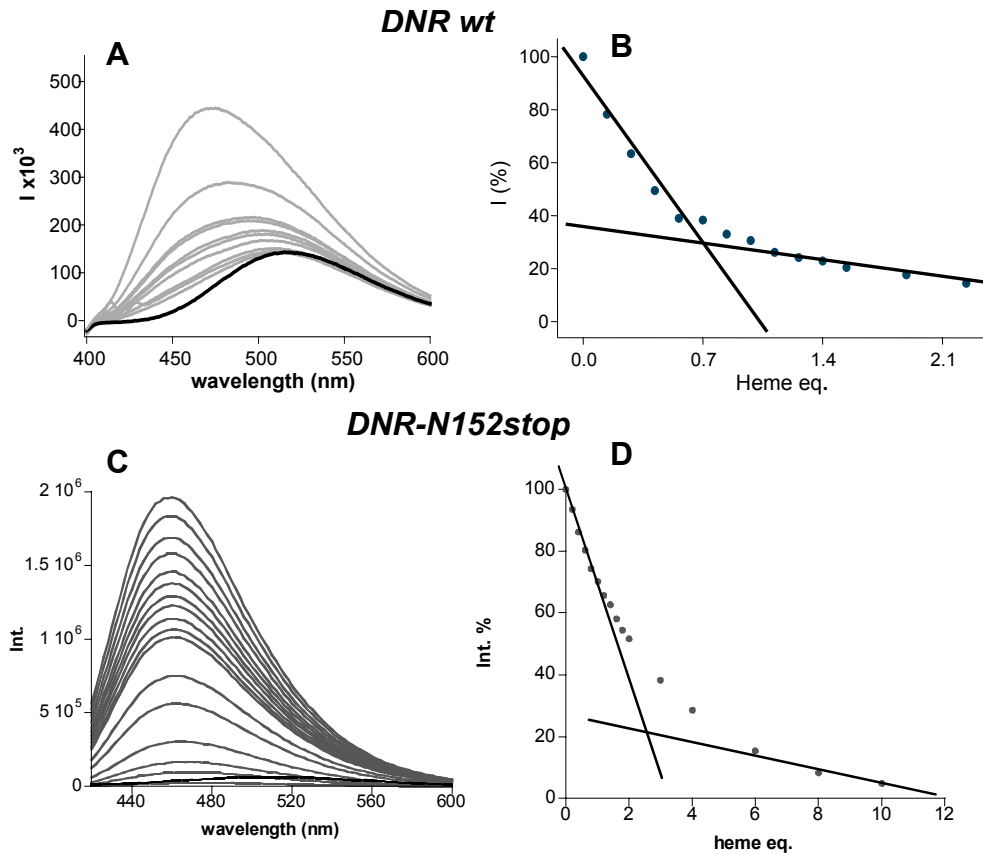 DNR wt
A
500
400
300
200
100
0
I x10³
400 450 500 550 600
wavelength (nm)
B
100
80
60
40
20
0
I (%)
0.0 0.7 1.4 2.1
Heme eq.
DNR-N152stop
C
2 10⁶
1.5 10⁶
1 10⁶
5 10⁵
0
Int.
440 480 520 560 600
wavelength (nm)
D
100
80
60
40
20
0
Int. %
0 2 4 6 8 10 12
heme eq.